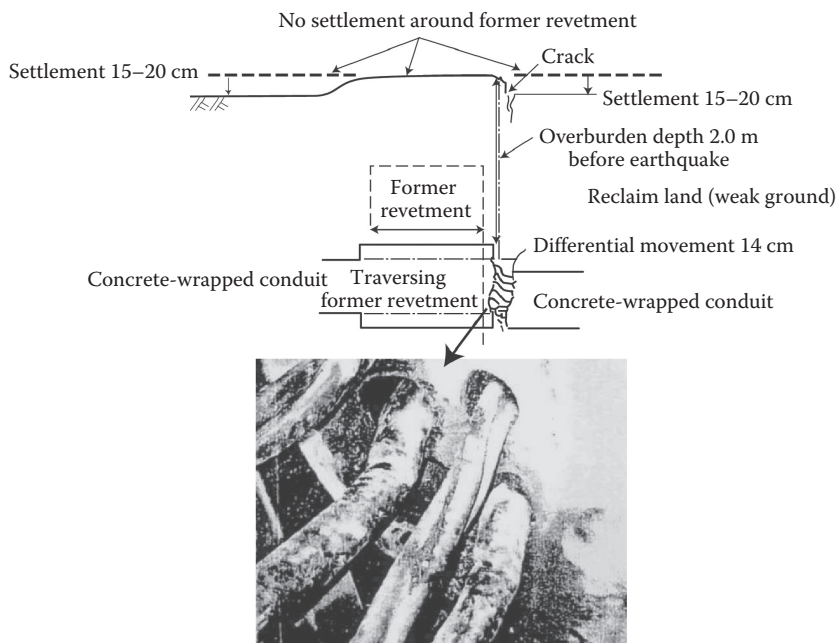 No settlement around former revetment
Settlement 15–20 cm
Crack
Settlement 15–20 cm
Overburden depth 2.0 m
before earthquake
Former
revetment
Reclaim land (weak ground)
Differential movement 14 cm
Concrete-wrapped conduit
Traversing
former revetment
Concrete-wrapped conduit